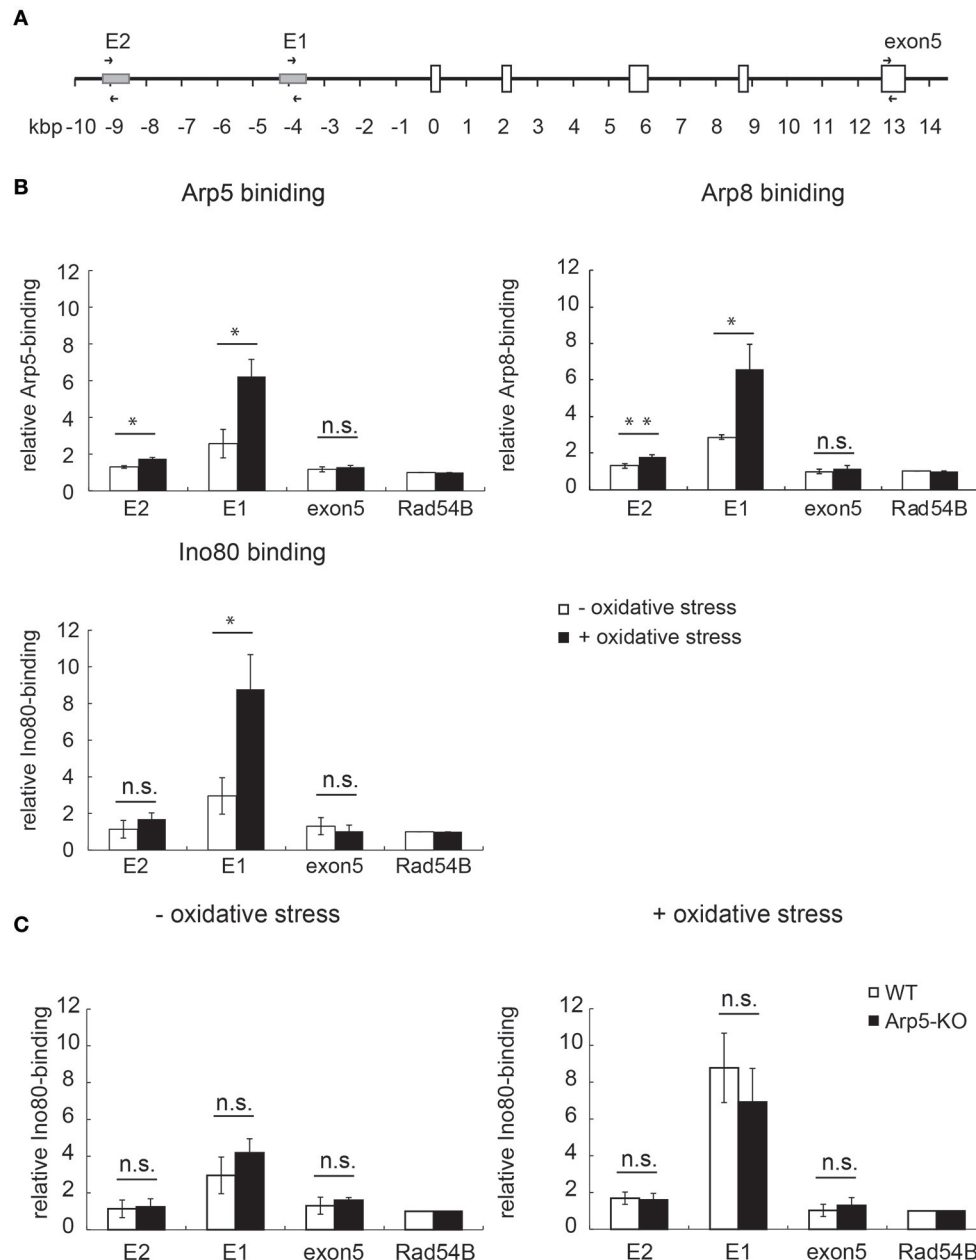 A
E2 E1 exon5
kbp -10 -9 -8 -7 -6 -5 -4 -3 -2 -1 0 1 2 3 4 5 6 7 8 9 10 11 12 13 14
B
Arp5 biniding
relative Arp5-binding
12
10
8
6
4
2
0
*
*
n.s.
E2 E1 exon5 Rad54B
Arp8 biniding
relative Arp8-binding
12
10
8
6
4
2
0
* *
*
n.s.
E2 E1 exon5 Rad54B
Ino80 binding
relative Ino80-binding
12
10
8
6
4
2
0
n.s.
*
n.s.
E2 E1 exon5 Rad54B
- oxidative stress
+ oxidative stress
C
- oxidative stress
relative Ino80-binding
12
10
8
6
4
2
0
n.s.
n.s.
n.s.
E2 E1 exon5 Rad54B
+ oxidative stress
relative Ino80-binding
12
10
8
6
4
2
0
n.s.
n.s.
n.s.
E2 E1 exon5 Rad54B
WT
Arp5-KO